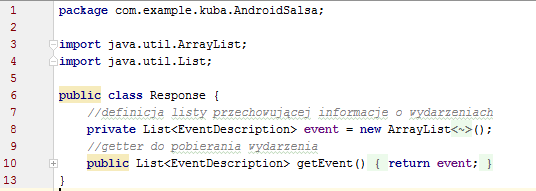 1 package com.example.kuba.AndroidSalsa;
2
3 import java.util.ArrayList;
4 import java.util.List;
5
6 public class Response {
7 //definicja listy przechowującej informacje o wydarzeniach
8 private List<EventDescription> event = new ArrayList<~>();
9 //getter do pobierania wydarzenia
10 public List<EventDescription> getEvent() { return event; }
13 }